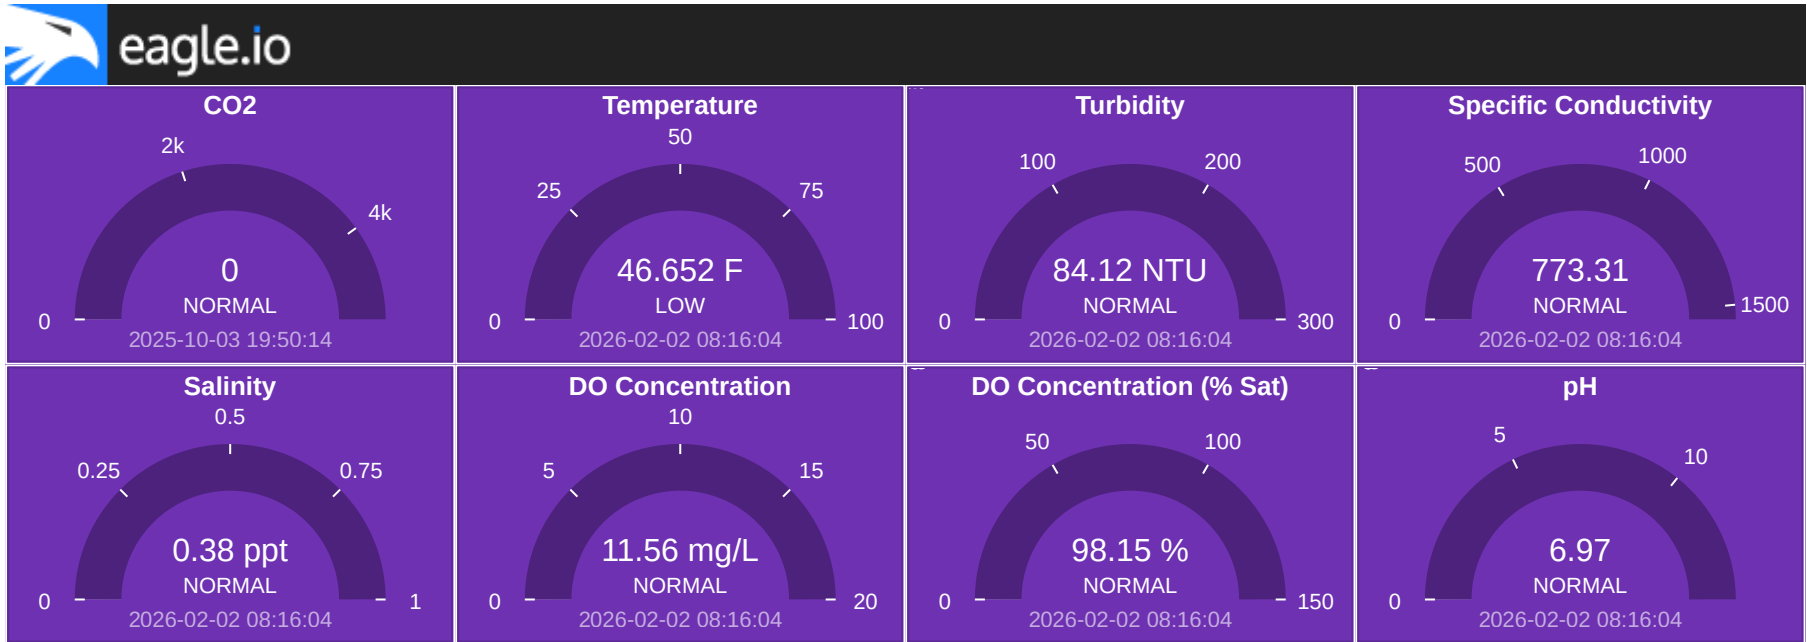 eagle.io
CO2
2k
4k
0
0
NORMAL
2025-10-03 19:50:14
Temperature
50
25
75
46.652 F
LOW
0
100
2026-02-02 08:16:04
Turbidity
100
200
84.12 NTU
NORMAL
0
300
2026-02-02 08:16:04
Specific Conductivity
500
1000
773.31
NORMAL
0
1500
2026-02-02 08:16:04
Salinity
0.5
0.25
0.75
0.38 ppt
NORMAL
0
1
2026-02-02 08:16:04
DO Concentration
10
5
15
11.56 mg/L
NORMAL
0
20
2026-02-02 08:16:04
DO Concentration (% Sat)
50
100
98.15 %
NORMAL
0
150
2026-02-02 08:16:04
pH
5
10
6.97
NORMAL
0
2026-02-02 08:16:04